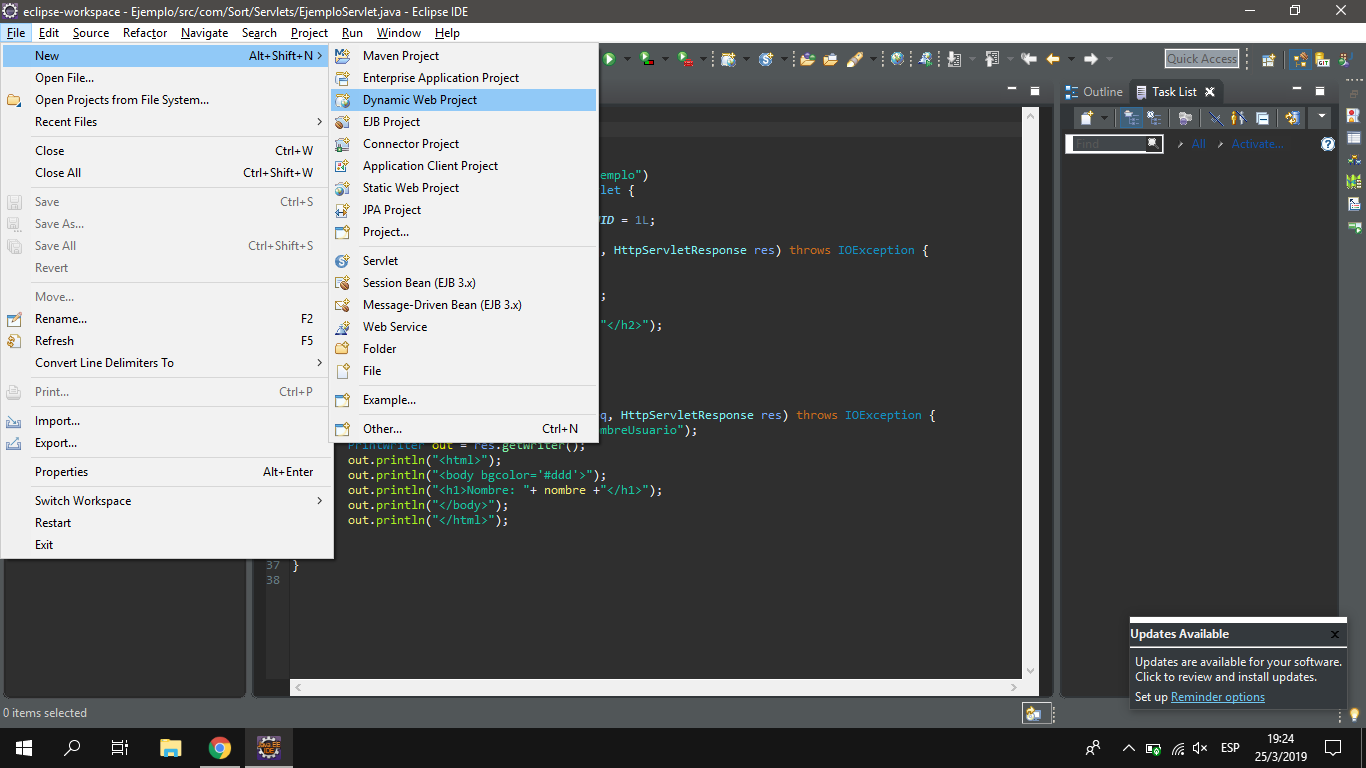 eclipse-workspace - Ejemplo/src/com/Sort/Servlets/EjemploServlet.java - Eclipse IDE
File Edit Source Refactor Navigate Search Project Run Window Help
New Alt+Shift+N
Open File...
Open Projects from File System...
Recent Files
Close Ctrl+W
Close All Ctrl+Shift+W
Save Ctrl+S
Save As...
Save All Ctrl+Shift+S
Revert
Move...
Rename... F2
Refresh F5
Convert Line Delimiters To
Print... Ctrl+P
Import...
Export...
Properties Alt+Enter
Switch Workspace
Restart
Exit
Maven Project
Enterprise Application Project
Dynamic Web Project
EJB Project
Connector Project
Application Client Project
Static Web Project
JPA Project
Project...
Servlet
Session Bean (EJB 3.x)
Message-Driven Bean (EJB 3.x)
Web Service
Folder
File
Example...
Other... Ctrl+N
Quick Access
Outline Task List
Find All Activate...
emplo")
let {
ID = 1L;
, HttpServletResponse res) throws IOException {
;
"</h2>");
q, HttpServletResponse res) throws IOException {
mbreUsuario");
PrintWriter out = res.getWriter();
out.println("<html>");
out.println("<body bgcolor='#ddd'>");
out.println("<h1>Nombre: "+ nombre +"</h1>");
out.println("</body>");
out.println("</html>");
37 }
38
Updates Available
Updates are available for your software.
Click to review and install updates.
Set up Reminder options
0 items selected
ESP
19:24
25/3/2019